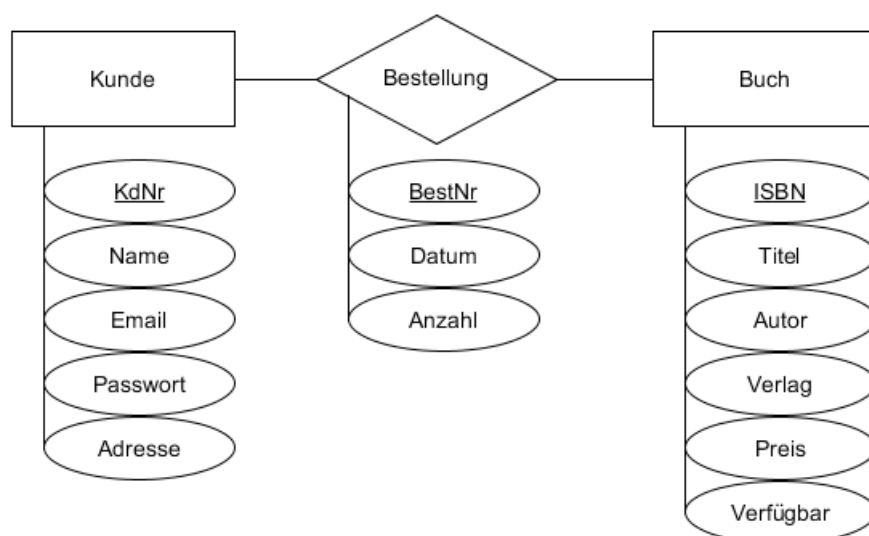 Kunde
Bestellung
Buch
KdNr
Name
Email
Passwort
Adresse
BestNr
Datum
Anzahl
ISBN
Titel
Autor
Verlag
Preis
Verfügbar